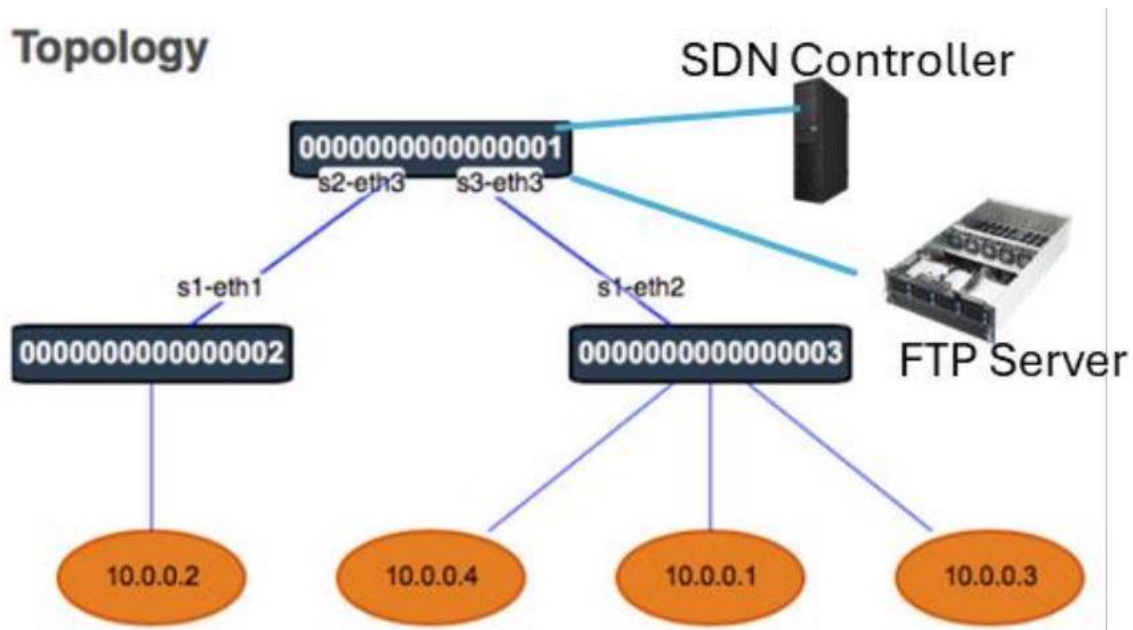 Topology
SDN Controller
0000000000000001
s2-eth3 s3-eth3
s1-eth1 s1-eth2
0000000000000002 0000000000000003
FTP Server
10.0.0.2 10.0.0.4 10.0.0.1 10.0.0.3